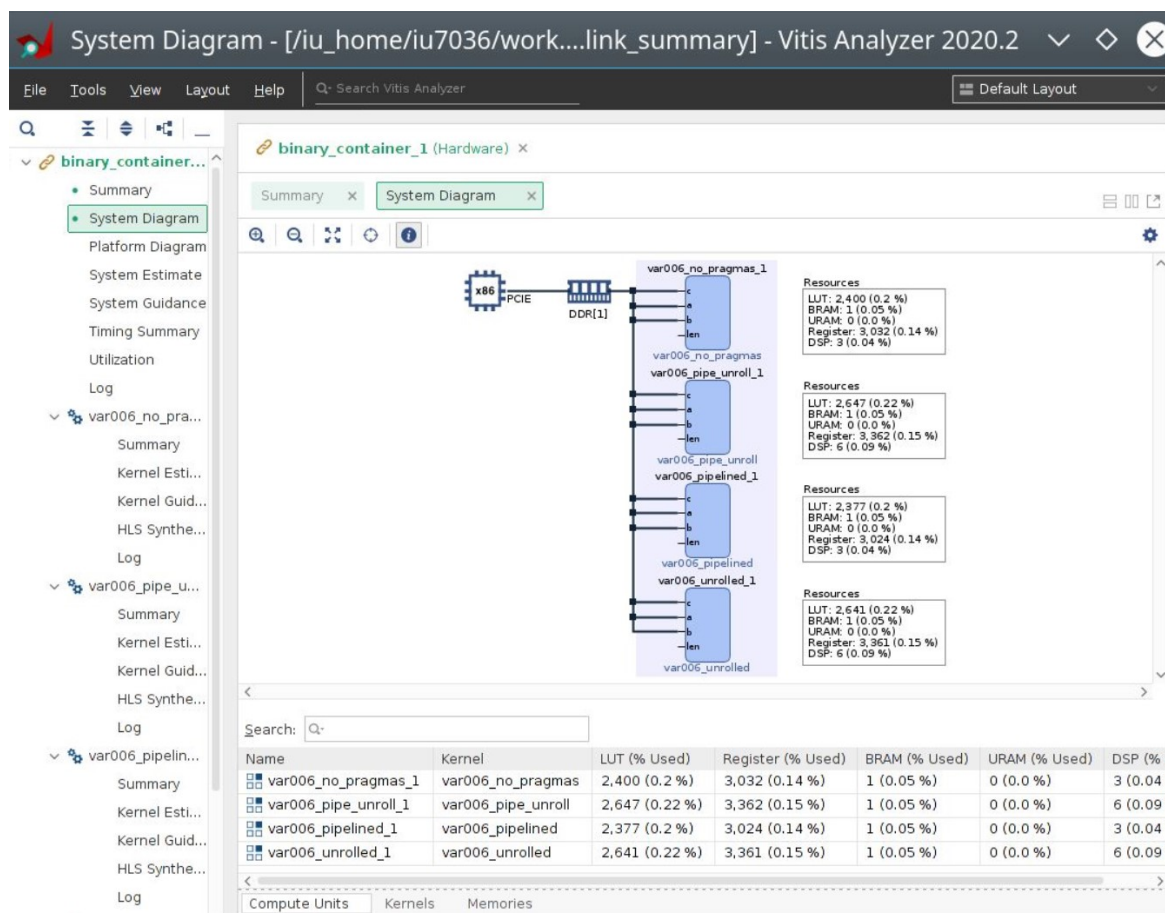 System Diagram - [/iu_home/iu7036/work....link_summary] - Vitis Analyzer 2020.2
File Tools View Layout Help Search Vitis Analyzer Default Layout
binary_container...
Summary
System Diagram
Platform Diagram
System Estimate
System Guidance
Timing Summary
Utilization
Log
var006_no_pra...
Summary
Kernel Esti...
Kernel Guid...
HLS Synthe...
Log
var006_pipe_u...
Summary
Kernel Esti...
Kernel Guid...
HLS Synthe...
Log
var006_pipelin...
Summary
Kernel Esti...
Kernel Guid...
HLS Synthe...
Log
binary_container_1 (Hardware)
Summary System Diagram
x86
PCIE
DDR[1]
var006_no_pragmas_1
c
a
b
len
var006_no_pragmas
Resources
LUT: 2,400 (0.2 %)
BRAM: 1 (0.05 %)
URAM: 0 (0.0 %)
Register: 3,032 (0.14 %)
DSP: 3 (0.04 %)
var006_pipe_unroll_1
c
a
b
len
var006_pipe_unroll
Resources
LUT: 2,647 (0.22 %)
BRAM: 1 (0.05 %)
URAM: 0 (0.0 %)
Register: 3,362 (0.15 %)
DSP: 6 (0.09 %)
var006_pipelined_1
c
a
b
len
var006_pipelined
Resources
LUT: 2,377 (0.2 %)
BRAM: 1 (0.05 %)
URAM: 0 (0.0 %)
Register: 3,024 (0.14 %)
DSP: 3 (0.04 %)
var006_unrolled_1
c
a
b
len
var006_unrolled
Resources
LUT: 2,641 (0.22 %)
BRAM: 1 (0.05 %)
URAM: 0 (0.0 %)
Register: 3,361 (0.15 %)
DSP: 6 (0.09 %)
Search:
Name Kernel LUT (% Used) Register (% Used) BRAM (% Used) URAM (% Used) DSP (%
var006_no_pragmas_1 var006_no_pragmas 2,400 (0.2 %) 3,032 (0.14 %) 1 (0.05 %) 0 (0.0 %) 3 (0.04
var006_pipe_unroll_1 var006_pipe_unroll 2,647 (0.22 %) 3,362 (0.15 %) 1 (0.05 %) 0 (0.0 %) 6 (0.09
var006_pipelined_1 var006_pipelined 2,377 (0.2 %) 3,024 (0.14 %) 1 (0.05 %) 0 (0.0 %) 3 (0.04
var006_unrolled_1 var006_unrolled 2,641 (0.22 %) 3,361 (0.15 %) 1 (0.05 %) 0 (0.0 %) 6 (0.09
Compute Units Kernels Memories